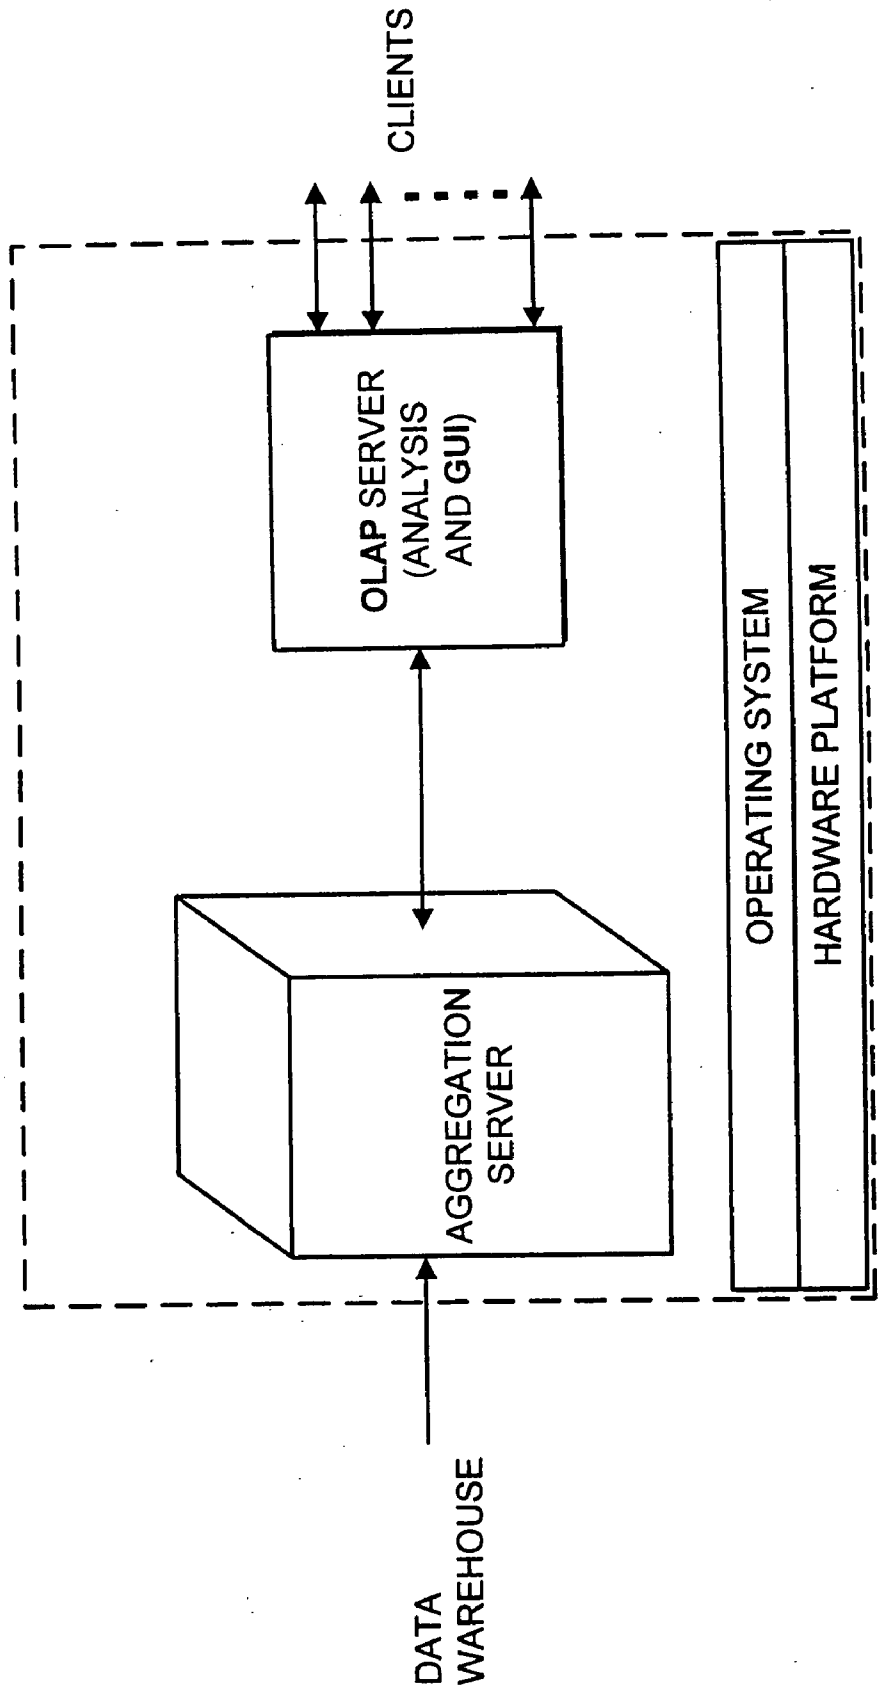 DATA
WAREHOUSE
AGGREGATION
SERVER
OLAP SERVER
(ANALYSIS
AND GUI)
CLIENTS
OPERATING SYSTEM
HARDWARE PLATFORM